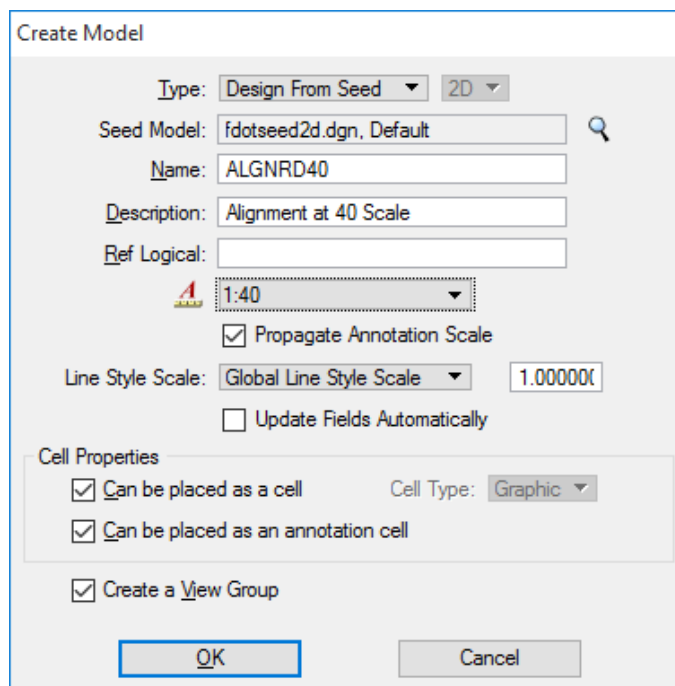 Create Model
Type: Design From Seed 2D
Seed Model: fdotseed2d.dgn, Default
Name: ALGNRD40
Description: Alignment at 40 Scale
Ref Logical:
A 1:40
Propagate Annotation Scale
Line Style Scale: Global Line Style Scale 1.000000
Update Fields Automatically
Cell Properties
Can be placed as a cell Cell Type: Graphic
Can be placed as an annotation cell
Create a View Group
OK Cancel